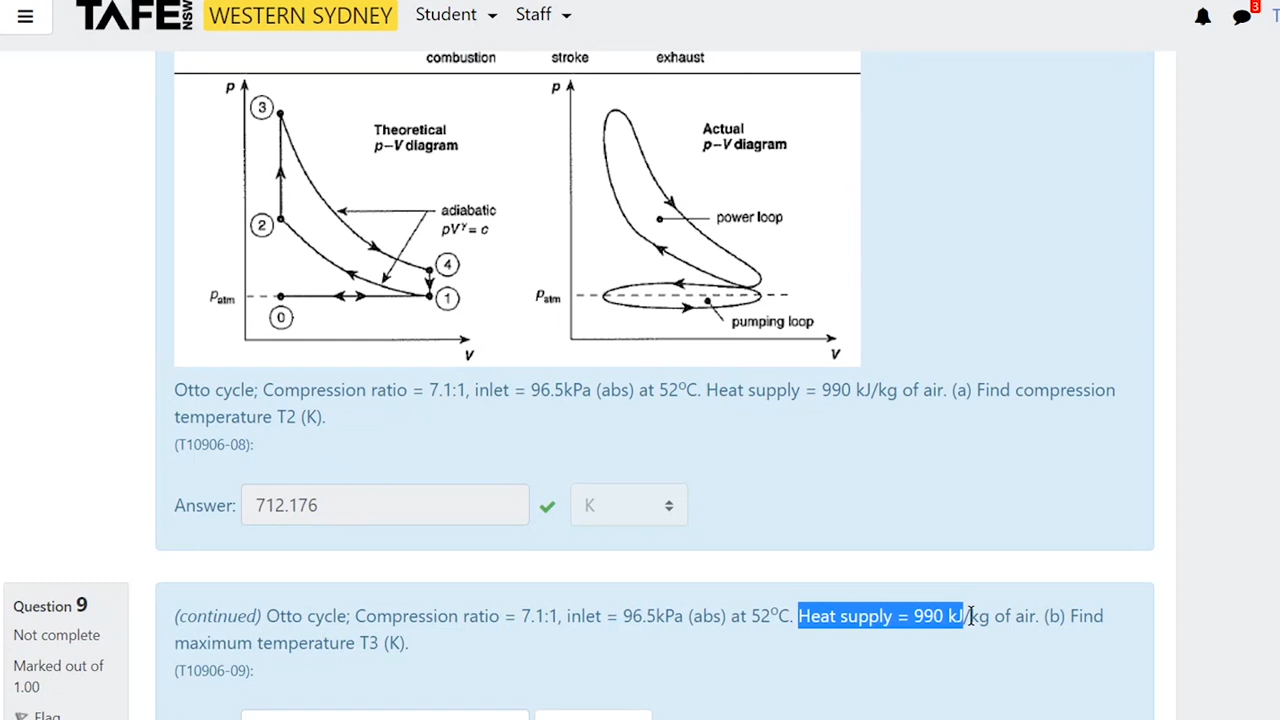 TAFE NSW WESTERN SYDNEY Student Staff 3
combustion stroke exhaust
p 3 Theoretical p–V diagram
adiabatic
pVᵞ = c
2
4
1
Patm
0
V
p
Actual
p–V diagram
power loop
Patm
pumping loop
V
Otto cycle; Compression ratio = 7.1:1, inlet = 96.5kPa (abs) at 52°C. Heat supply = 990 kJ/kg of air. (a) Find compression
temperature T2 (K).
(T10906-08):
Answer: 712.176 K
Question 9
Not complete
Marked out of
1.00
Flag
(continued) Otto cycle; Compression ratio = 7.1:1, inlet = 96.5kPa (abs) at 52°C. Heat supply = 990 kJ/kg of air. (b) Find
maximum temperature T3 (K).
(T10906-09):